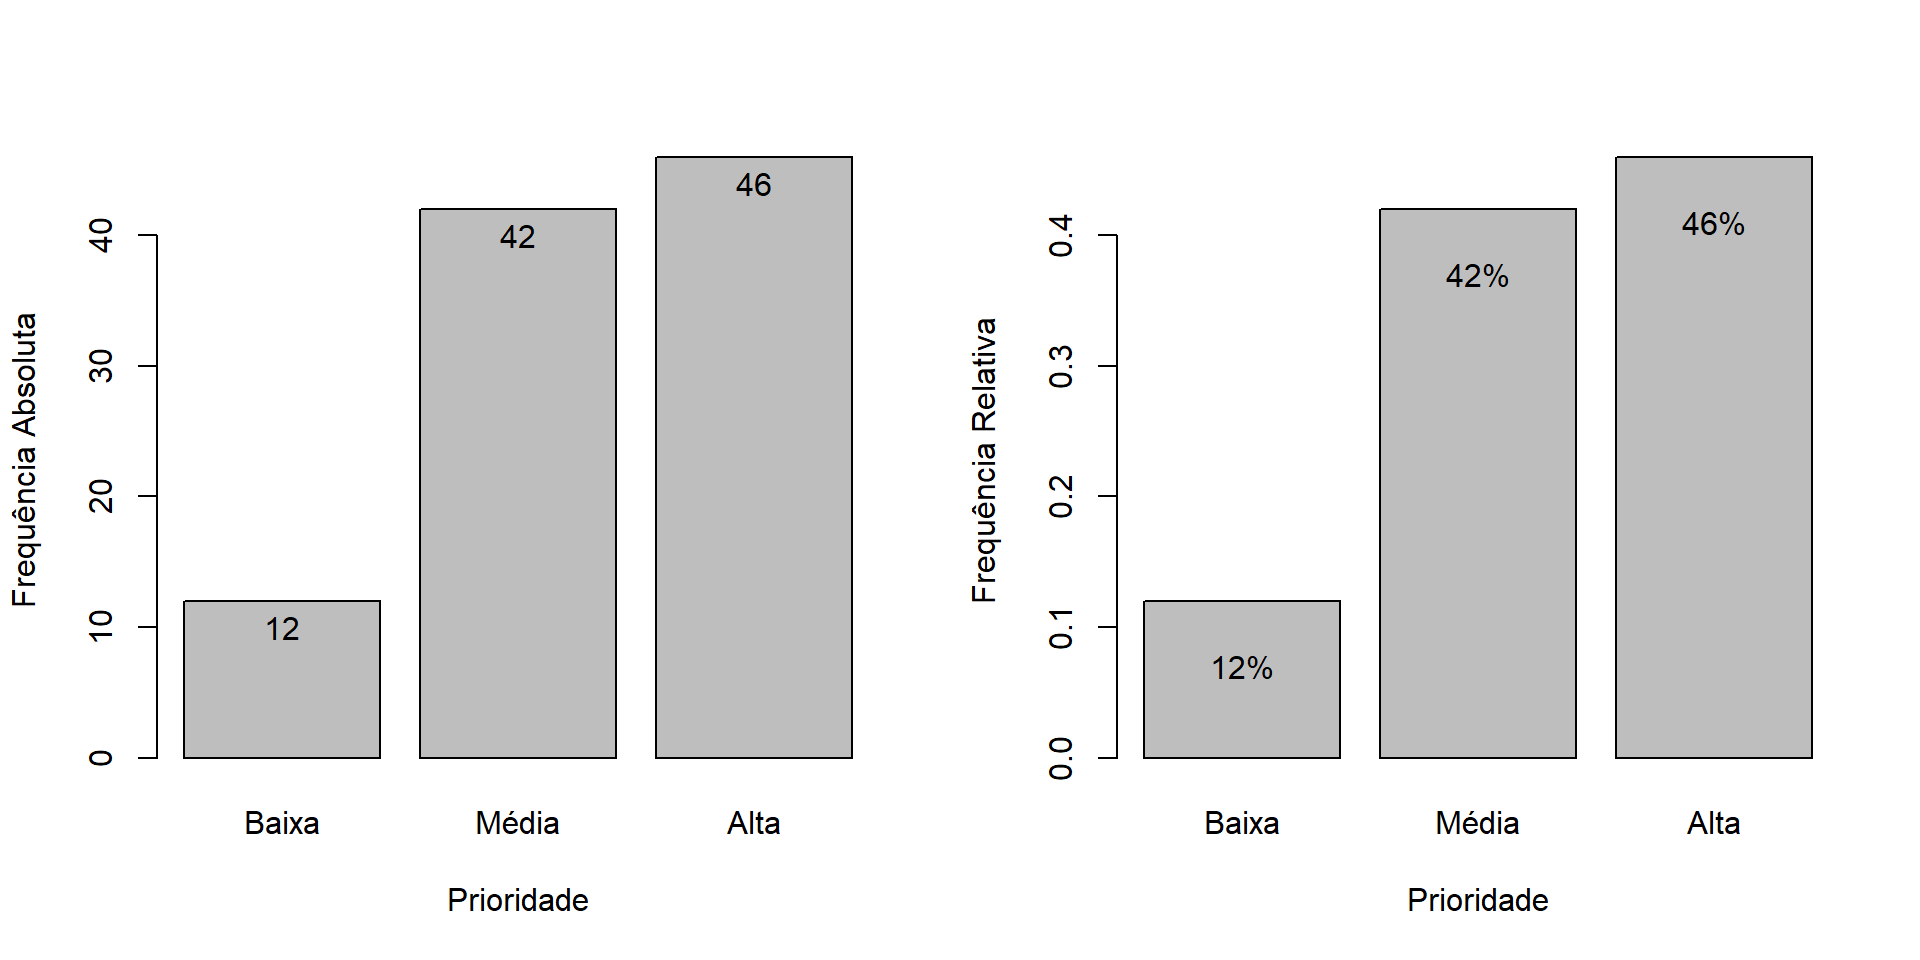 Frequência Absoluta
40
30
20
10
0
12
42
46
Baixa
Média
Alta
Prioridade
Frequência Relativa
0.4
0.3
0.2
0.1
0.0
12%
42%
46%
Baixa
Média
Alta
Prioridade